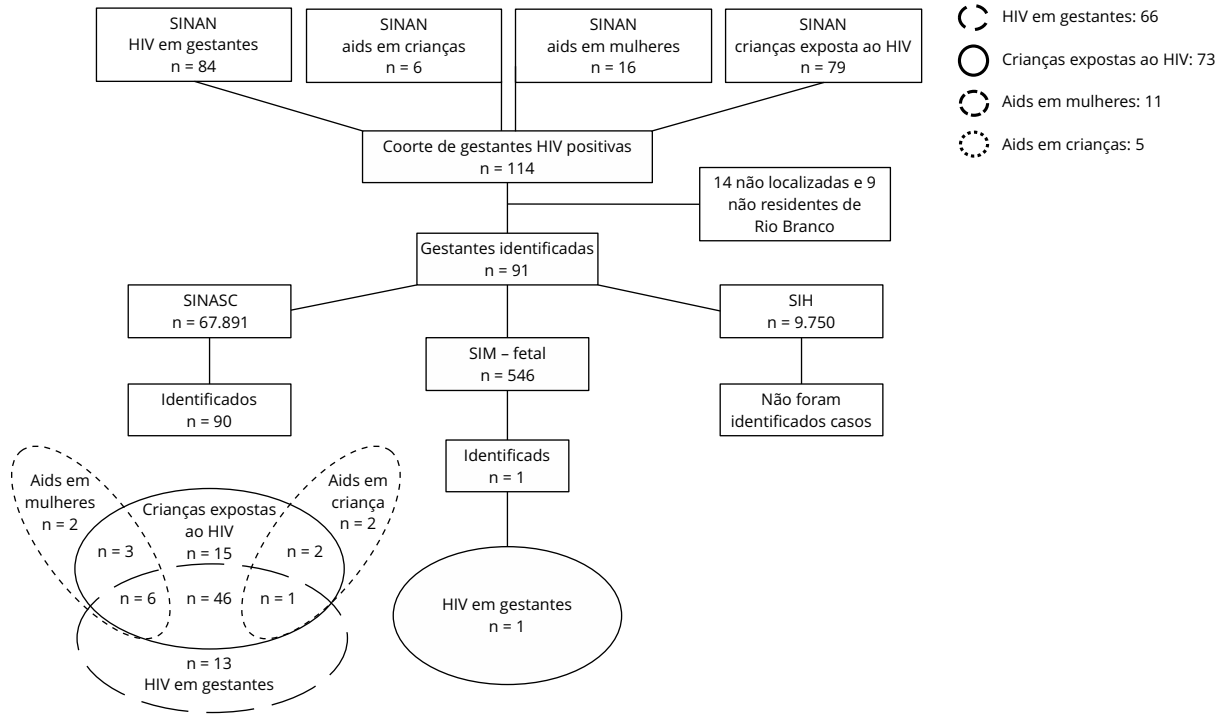 SINAN
HIV em gestantes
n = 84
SINAN
aids em crianças
n = 6
SINAN
aids em mulheres
n = 16
SINAN
crianças exposta ao HIV
n = 79
HIV em gestantes: 66
Crianças expostas ao HIV: 73
Aids em mulheres: 11
Aids em crianças: 5
Coorte de gestantes HIV positivas
n = 114
14 não localizadas e 9
não residentes de
Rio Branco
Gestantes identificadas
n = 91
SINASC
n = 67.891
SIM – fetal
n = 546
SIH
n = 9.750
Identificados
n = 90
Não foram
identificados casos
Identificads
n = 1
Aids em
mulheres
n = 2
Crianças expostas
ao HIV
n = 15
Aids em
criança
n = 2
n = 3
n = 2
n = 6
n = 46
n = 1
n = 13
HIV em gestantes
HIV em gestantes
n = 1